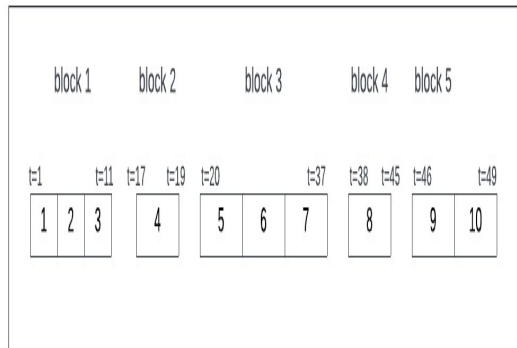 block 1 block 2 block 3 block 4 block 5
t=1 t=11 t=17 t=19 t=20 t=37 t=38 t=45 t=46 t=49
1 2 3 4 5 6 7 8 9 10